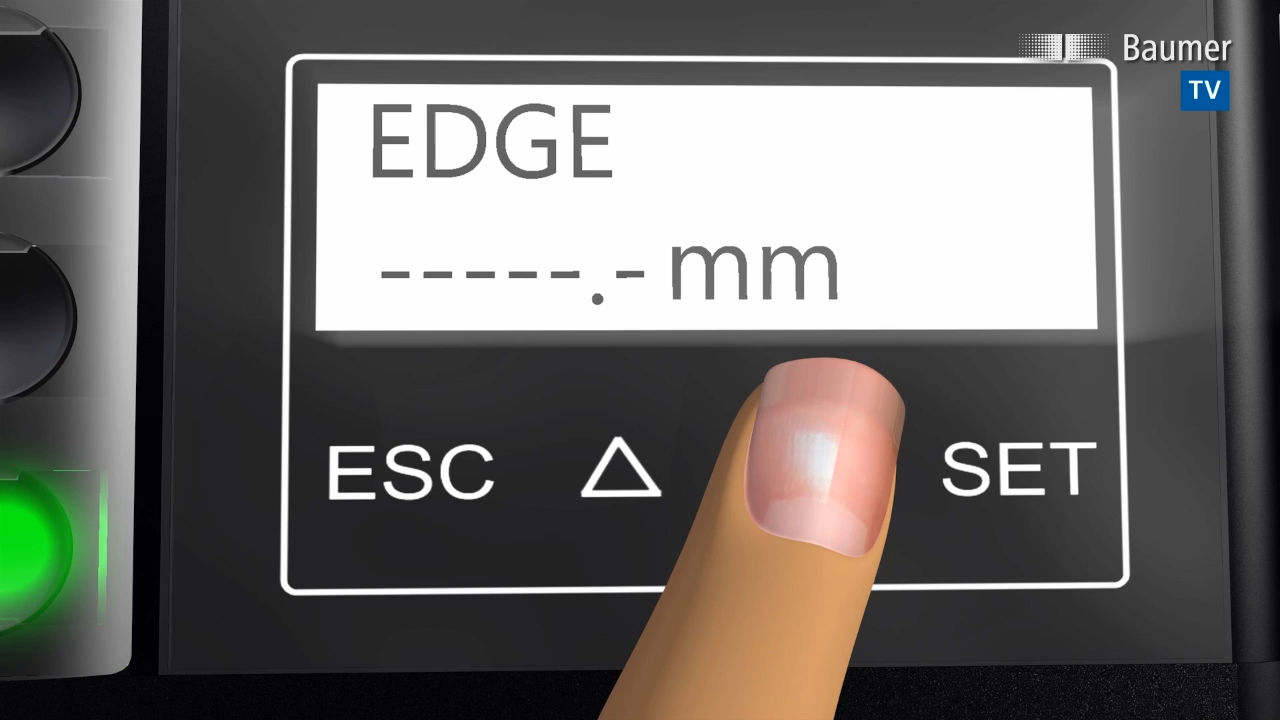 Baumer
TV
EDGE
-----.-mm
ESC △ SET